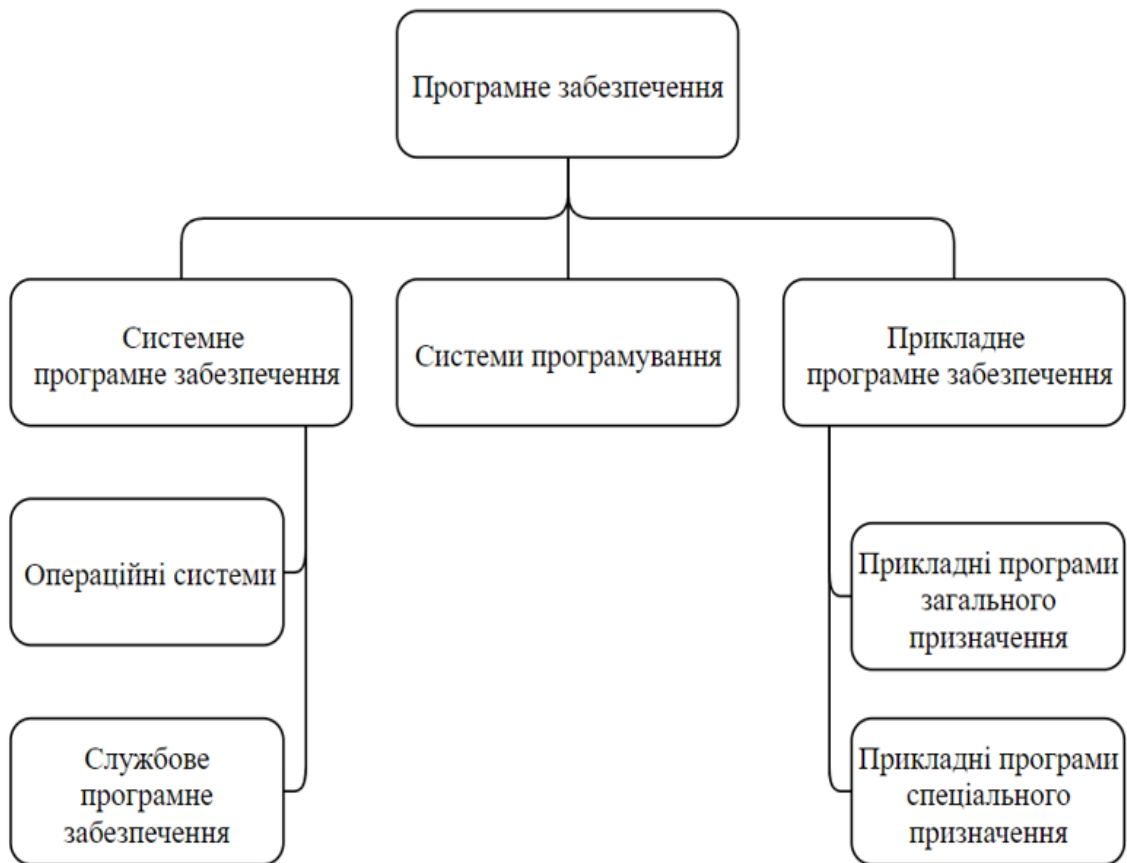 Програмне забезпечення
Системне
програмне забезпечення
Системи програмування
Прикладне
програмне забезпечення
Операційні системи
Прикладні програми
загального
призначення
Службове
програмне
забезпечення
Прикладні програми
спеціального
призначення